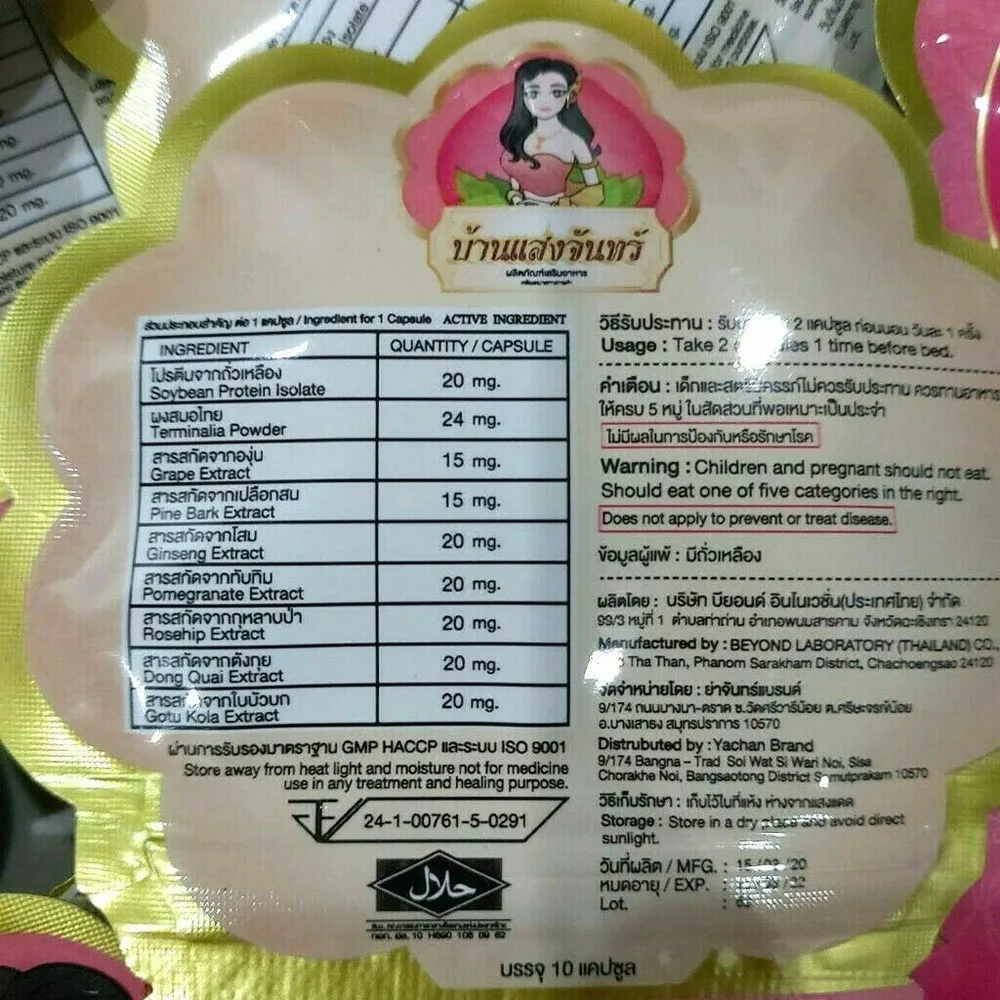 บ้านแสงจันทร์
ผลิตภัณฑ์เสริมอาหาร
ส่วนประกอบสำคัญ ต่อ 1 แคปซูล / Ingredient for 1 Capsule ACTIVE INGREDIENT
INGREDIENT QUANTITY / CAPSULE
โปรตีนจากถั่วเหลือง
Soybean Protein Isolate 20 mg.
ผงสมอไทย
Terminalia Powder 24 mg.
สารสกัดจากองุ่น
Grape Extract 15 mg.
สารสกัดจากเปลือกสน
Pine Bark Extract 15 mg.
สารสกัดจากโสม
Ginseng Extract 20 mg.
สารสกัดจากทับทิม
Pomegranate Extract 20 mg.
สารสกัดจากกุหลาบป่า
Rosehip Extract 20 mg.
สารสกัดจากตังกุย
Dong Quai Extract 20 mg.
จากใบบัวบก
Gotu Kola Extract 20 mg.
ผ่านการรับรองมาตราฐาน GMP HACCP และระบบ ISO 9001
Store away from heat light and moisture not for medicine
use in any treatment and healing purpose.
24-1-00761-5-0291
حلال
วิธีรับประทาน : 2 แคปซูล ก่อนนอน วันละ 1 ครั้ง
Usage : Take 2 1 time before bed.
คำเตือน : เด็กและสตรีมีครรภ์ไม่ควรรับประทาน ควรทานอาหาร
ให้ครบ 5 หมู่ ในสัดส่วนที่พอเหมาะเป็นประจำ
ไม่มีผลในการป้องกันหรือรักษาโรค
Warning : Children and pregnant should not eat.
Should eat one of five categories in the right.
Does not apply to prevent or treat disease.
ข้อมูลผู้แพ้ : มีถั่วเหลือง
ผลิตโดย : บริษัท บียอนด์ อินโนเวชั่น(ประเทศไทย) จำกัด
99/3 หมู่ที่ 1 ตำบลท่าถ่าน อำเภอพนมสารคาม จังหวัดฉะเชิงเทรา 24120
Manufactured by : BEYOND LABORATORY (THAILAND) CO.,
Tha Than, Phanom Sarakham District, Chachoengsao 24120
จัดจำหน่ายโดย : ย่าจันทร์แบรนด์
9/174 ถนนบางนา-ตราด ซ.วัดศรีวารีน้อย ต.ศรีษะจรเข้น้อย
อ.บางเสาธง สมุทรปราการ 10570
Distrubuted by : Yachan Brand
9/174 Bangna – Trad Soi Wat Si Wari Noi, Sisa
Chorakhe Noi, Bangsaotong District Samutprakarn 10570
วิธีเก็บรักษา : เก็บไว้ในที่แห้ง ห่างจากแสงแดด
Storage : Store in a dry place and avoid direct
sunlight.
วันที่ผลิต / MFG. : 15 /20
หมดอายุ / EXP. :
Lot. :
บรรจุ 10 แคปซูล